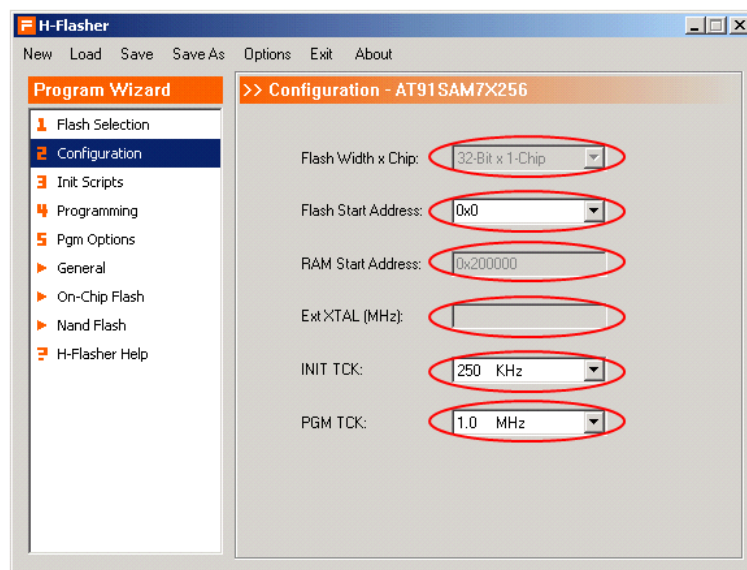 H-Flasher
New Load Save Save As Options Exit About
Program Wizard
1 Flash Selection
2 Configuration
3 Init Scripts
4 Programming
5 Pgm Options
General
On-Chip Flash
Nand Flash
? H-Flasher Help
>> Configuration - AT91SAM7X256
Flash Width x Chip: 32-Bit x 1-Chip
Flash Start Address: 0x0
RAM Start Address: 0x200000
Ext XTAL (MHz):
INIT TCK: 250 KHz
PGM TCK: 1.0 MHz